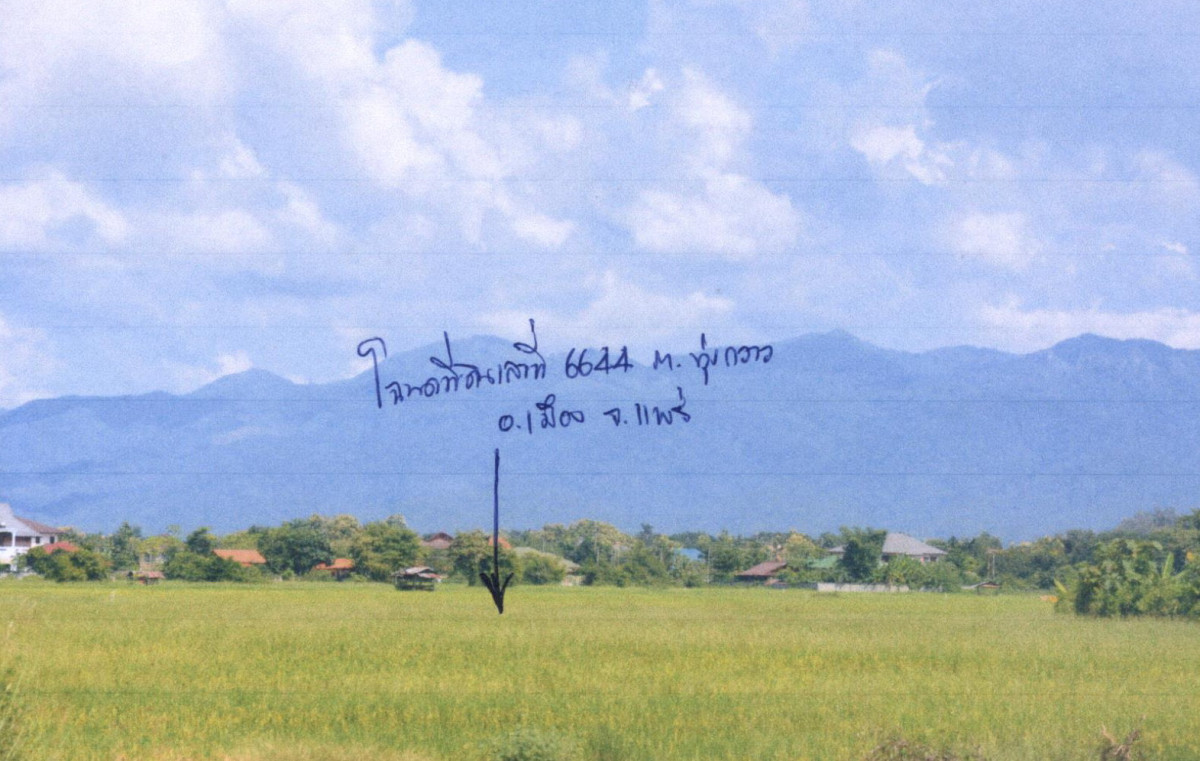 โฉนดที่ดินเลขที่ 6644 ต. ทุ่งกวาว
อ.เมือง จ.แพร่